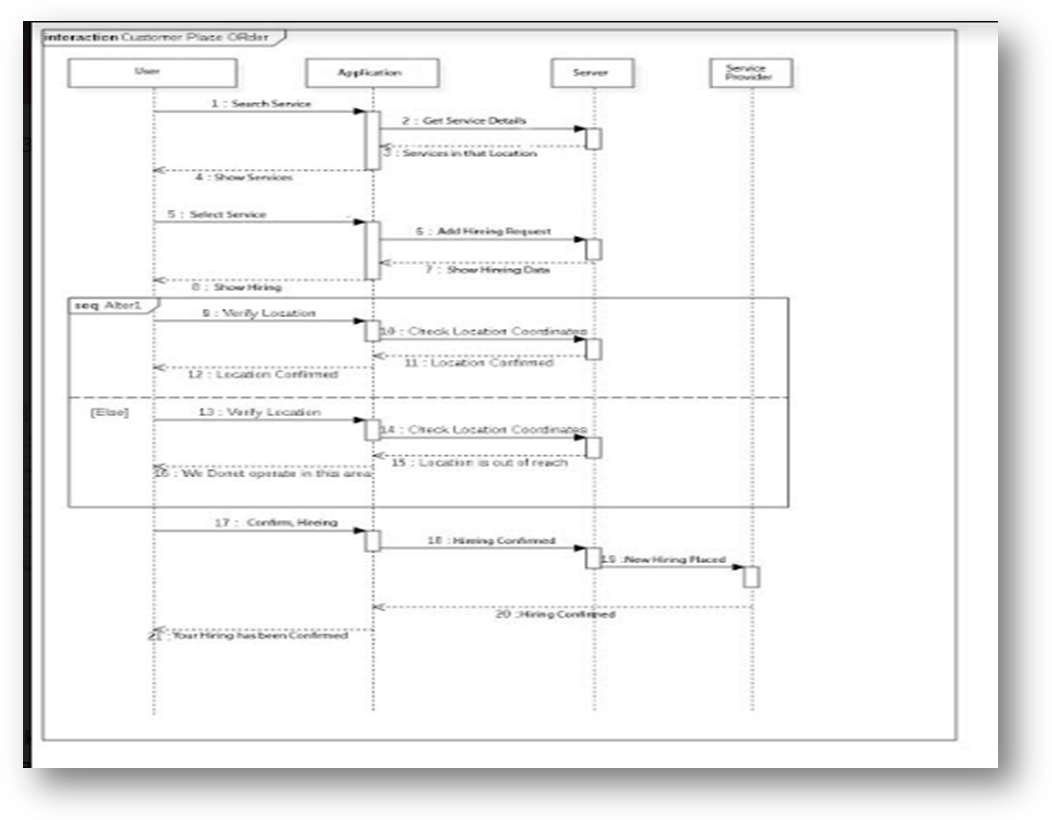 interaction Customer Place ORder
User
Application
Server
Service
Provider
1 : Search Service
2 : Get Service Details
3 : Services in that Location
4 : Show Services
5 : Select Service
6 : Add Hireing Request
7 : Show Hireing Data
8 : Show Hiring
seq Alter1
9 : Verify Location
10 : Check Location Coordinates
11 : Location Confirmed
12 : Location Confirmed
[Else]
13 : Verify Location
14 : Check Location Coordinates
15 : Location is out of reach
16 : We Donot operate in this area
17 : Confirm, Hireing
18 : Hireing Confirmed
19 :New Hiring Placed
20 :Hiring Confirmed
21 : Your Hiring has been Confirmed